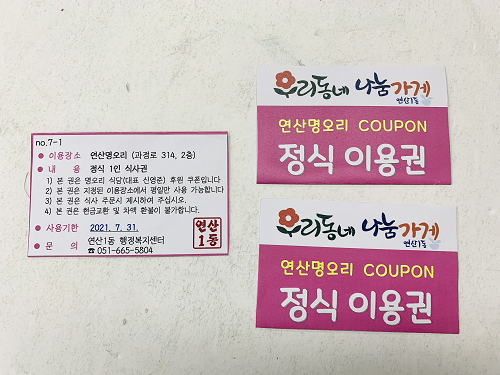 no.7-1
● 이용장소 연산명오리 (과정로 314, 2층)
● 내 용 정식 1인 식사권
1) 본 권은 명오리 식당(대표 신영준) 후원 쿠폰입니다
2) 본 권은 지정된 이용장소에서 평일만 사용 가능합니다
3) 본 권은 식사 주문시 제시하여 주십시오.
4) 본 권은 현금교환 및 차액 환불이 불가합니다.
● 사용기한 2021. 7. 31.
● 문 의 연산1동 행정복지센터
☎ 051-665-5804
연산
1동
우리동네 나눔가게
연산1동
연산명오리 COUPON
정식 이용권
우리동네 나눔가게
연산1동
연산명오리 COUPON
정식 이용권